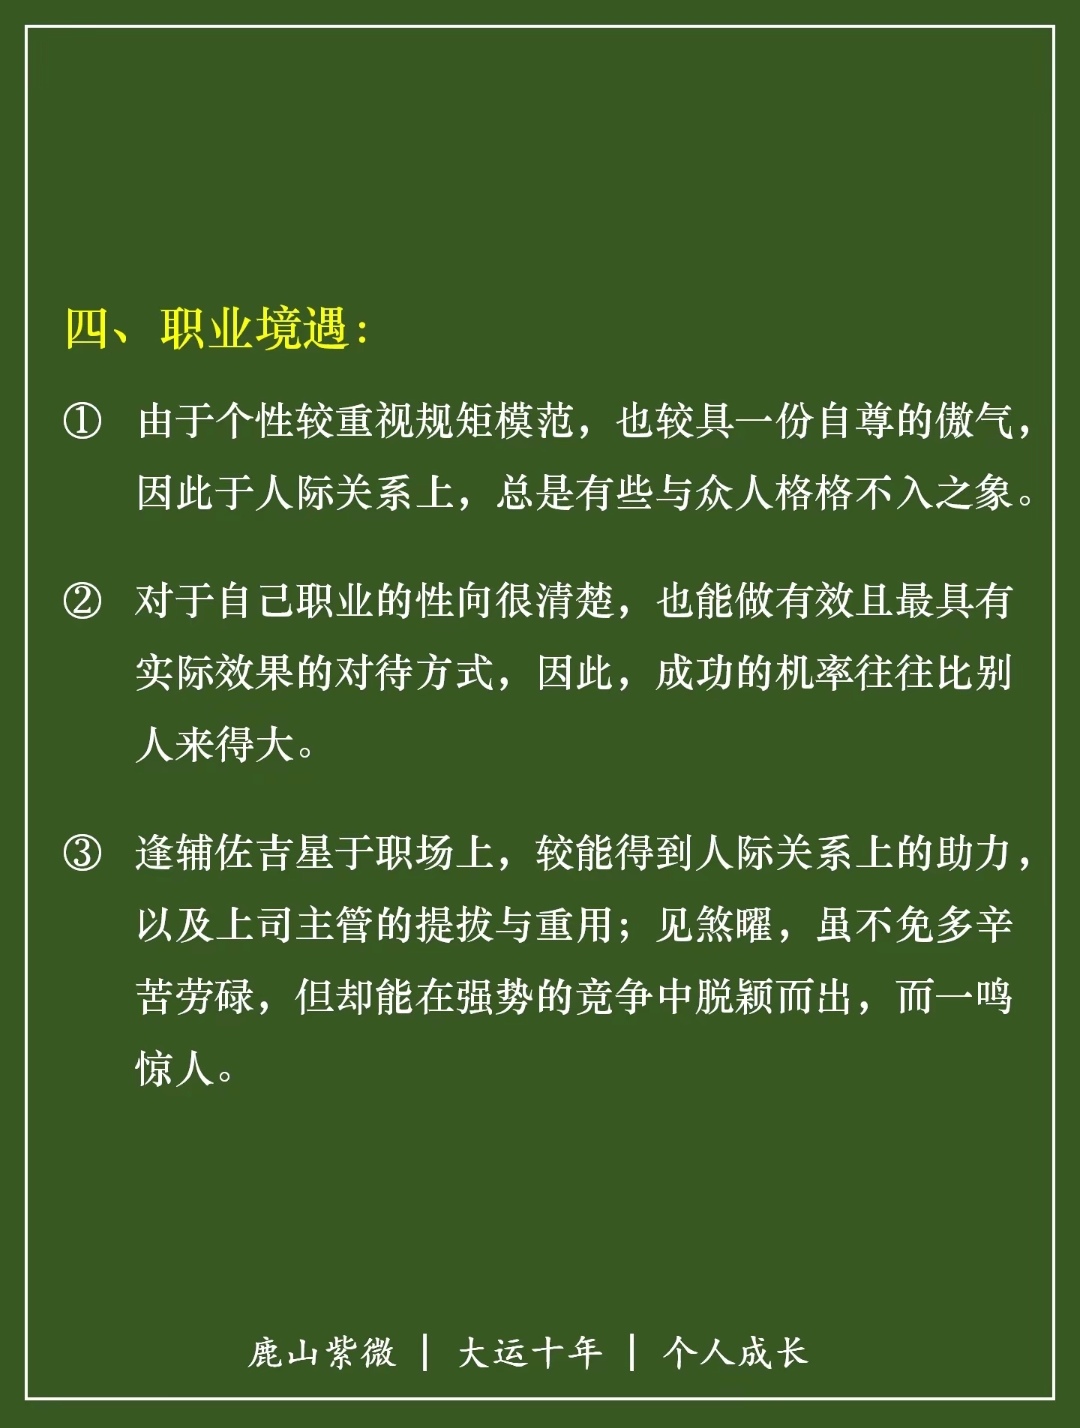 四、职业境遇：
① 由于个性较重视规矩模范，也较具一份自尊的傲气，
因此于人际关系上，总是有些与众人格格不入之象。
② 对于自己职业的性向很清楚，也能做有效且最具有
实际效果的对待方式，因此，成功的机率往往比别
人来得大。
③ 逢辅佐吉星于职场上，较能得到人际关系上的助力，
以及上司主管的提拔与重用；见煞曜，虽不免多辛
苦劳碌，但却能在强势的竞争中脱颖而出，而一鸣
惊人。
鹿山紫微 | 大运十年 | 个人成长